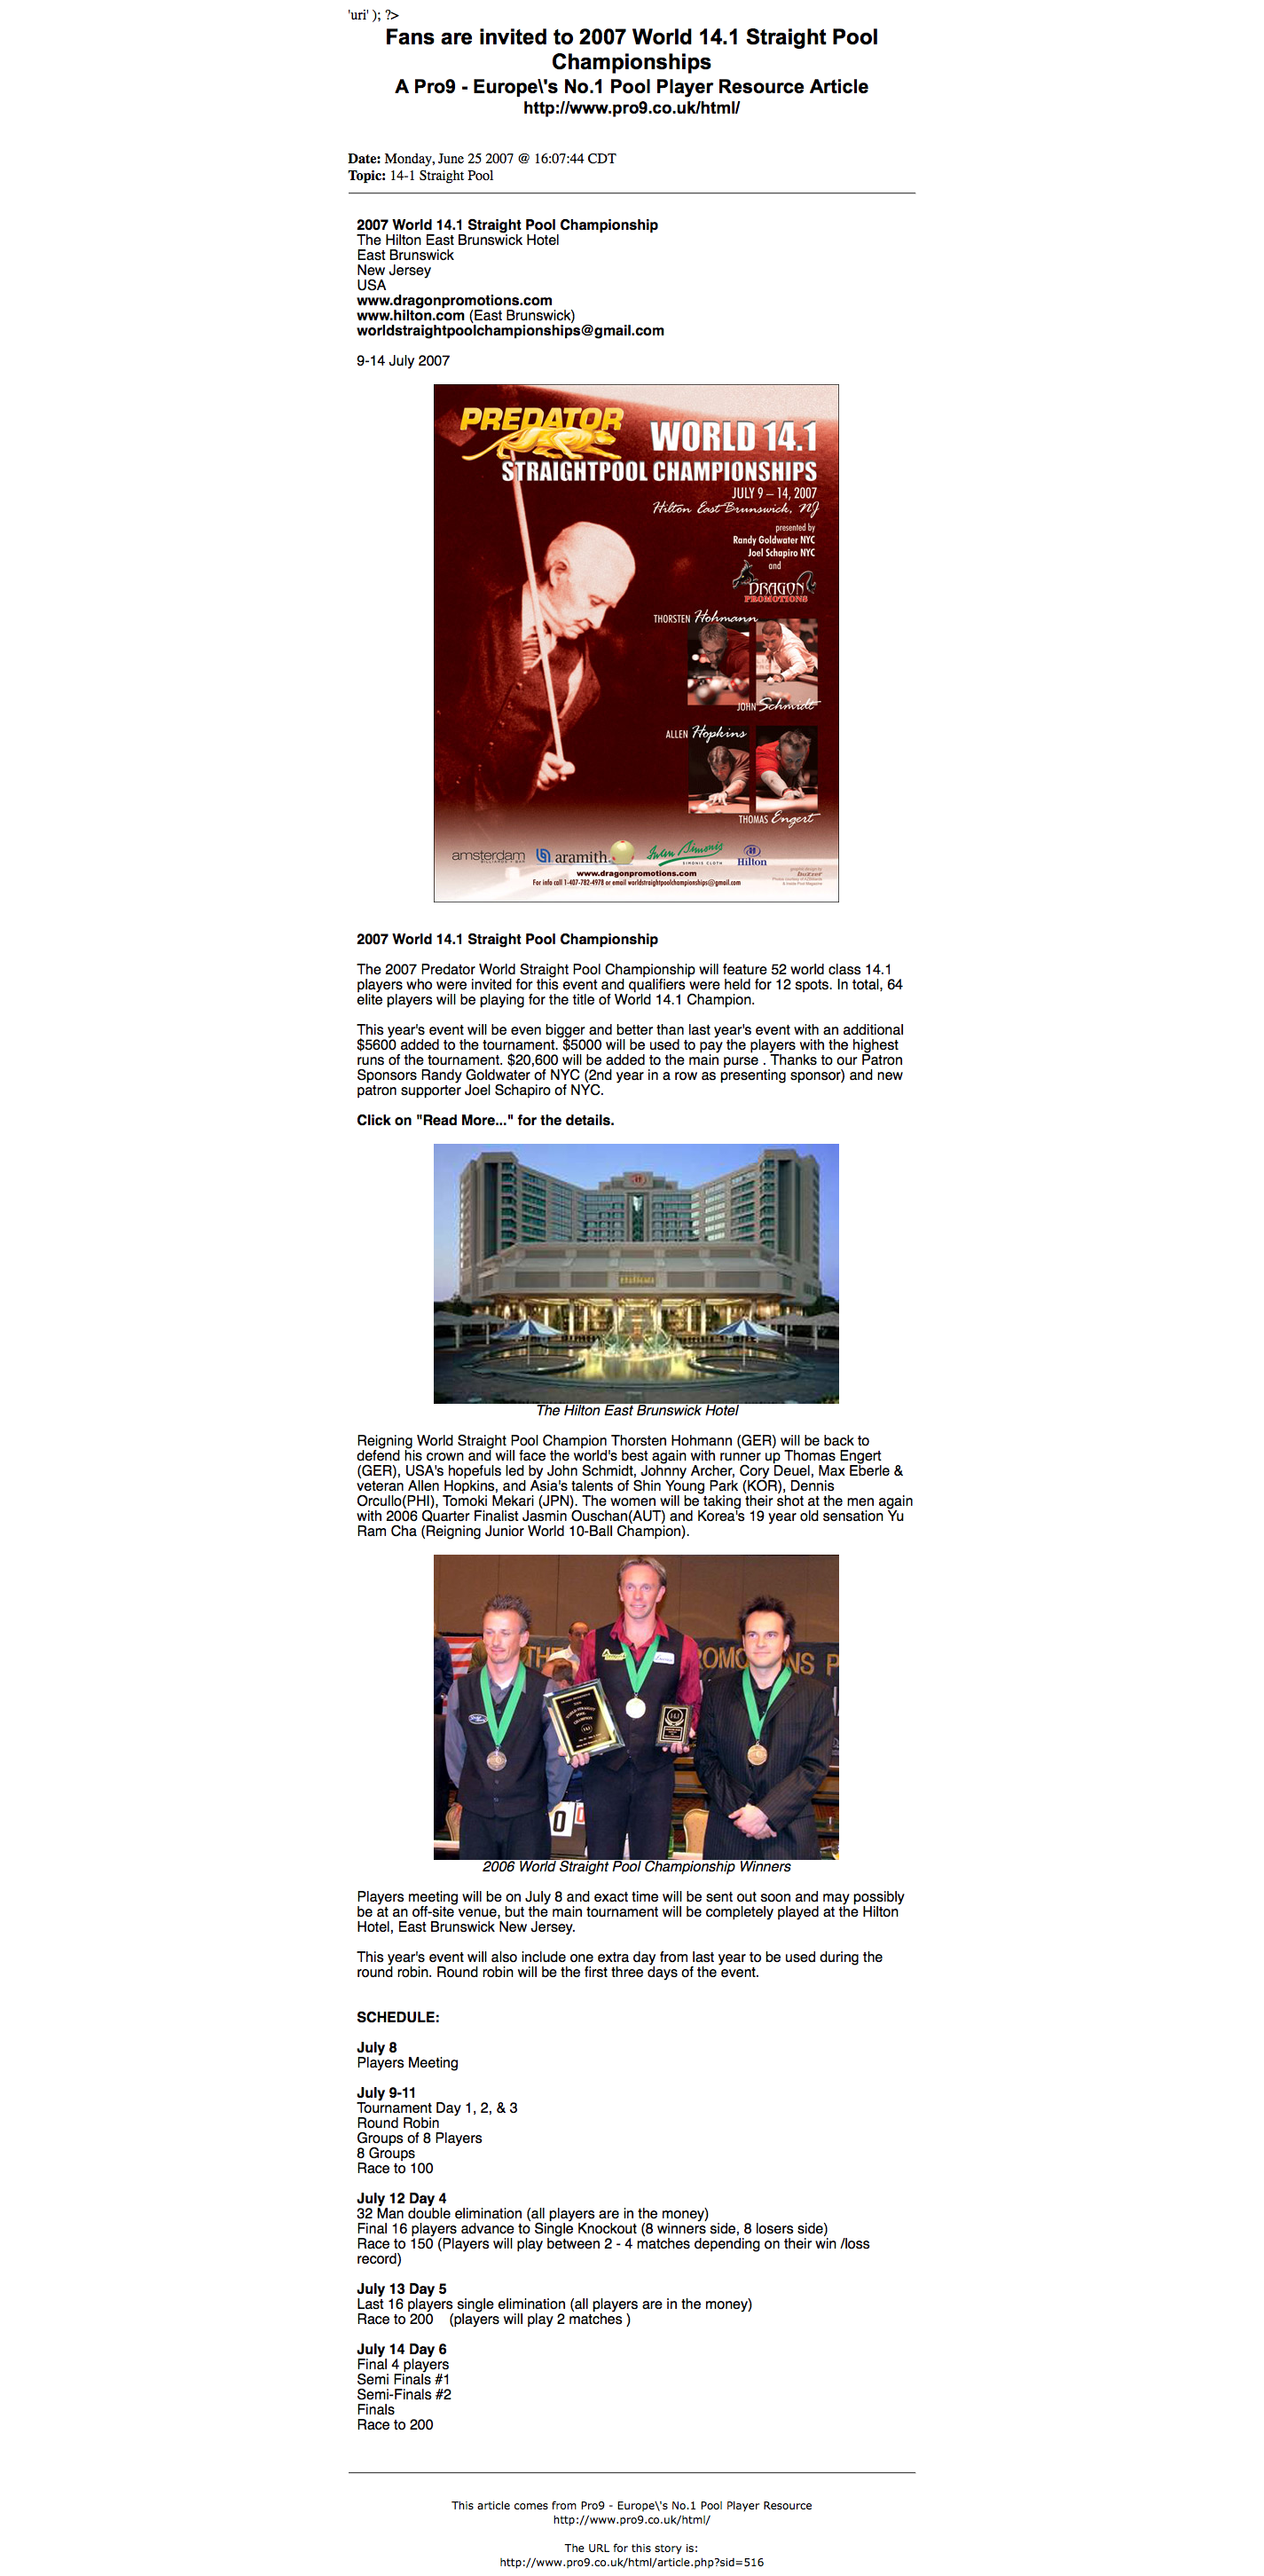 'uri' ); ?>
Fans are invited to 2007 World 14.1 Straight Pool
Championships
A Pro9 - Europe\'s No.1 Pool Player Resource Article
http://www.pro9.co.uk/html/
Date: Monday, June 25 2007 @ 16:07:44 CDT
Topic: 14-1 Straight Pool
2007 World 14.1 Straight Pool Championship
The Hilton East Brunswick Hotel
East Brunswick
New Jersey
USA
www.dragonpromotions.com
www.hilton.com (East Brunswick)
worldstraightpoolchampionships@gmail.com
9-14 July 2007
PREDATOR
WORLD 14.1
STRAIGHTPOOL CHAMPIONSHIPS
JULY 9 – 14, 2007
Hilton East Brunswick, NJ
presented by
Randy Goldwater NYC
Joel Schapiro NYC
and
DRAGON
PROMOTIONS
THORSTEN Hohmann
JOHN Schmidt
ALLEN Hopkins
THOMAS Engert
amsterdam
BILLIARDS + BAR
aramith
Iwan Simonis
SIMONIS CLOTH
Hilton
www.dragonpromotions.com
For info call 1-407-782-4978 or email worldstraightpoolchampionships@gmail.com
graphic design by
buzzer
2007 World 14.1 Straight Pool Championship
The 2007 Predator World Straight Pool Championship will feature 52 world class 14.1
players who were invited for this event and qualifiers were held for 12 spots. In total, 64
elite players will be playing for the title of World 14.1 Champion.
This year's event will be even bigger and better than last year's event with an additional
$5600 added to the tournament. $5000 will be used to pay the players with the highest
runs of the tournament. $20,600 will be added to the main purse . Thanks to our Patron
Sponsors Randy Goldwater of NYC (2nd year in a row as presenting sponsor) and new
patron supporter Joel Schapiro of NYC.
Click on "Read More..." for the details.
The Hilton East Brunswick Hotel
Reigning World Straight Pool Champion Thorsten Hohmann (GER) will be back to
defend his crown and will face the world's best again with runner up Thomas Engert
(GER), USA's hopefuls led by John Schmidt, Johnny Archer, Cory Deuel, Max Eberle &
veteran Allen Hopkins, and Asia's talents of Shin Young Park (KOR), Dennis
Orcullo(PHI), Tomoki Mekari (JPN). The women will be taking their shot at the men again
with 2006 Quarter Finalist Jasmin Ouschan(AUT) and Korea's 19 year old sensation Yu
Ram Cha (Reigning Junior World 10-Ball Champion).
2006 World Straight Pool Championship Winners
Players meeting will be on July 8 and exact time will be sent out soon and may possibly
be at an off-site venue, but the main tournament will be completely played at the Hilton
Hotel, East Brunswick New Jersey.
This year's event will also include one extra day from last year to be used during the
round robin. Round robin will be the first three days of the event.
SCHEDULE:
July 8
Players Meeting
July 9-11
Tournament Day 1, 2, & 3
Round Robin
Groups of 8 Players
8 Groups
Race to 100
July 12 Day 4
32 Man double elimination (all players are in the money)
Final 16 players advance to Single Knockout (8 winners side, 8 losers side)
Race to 150 (Players will play between 2 - 4 matches depending on their win /loss
record)
July 13 Day 5
Last 16 players single elimination (all players are in the money)
Race to 200 (players will play 2 matches )
July 14 Day 6
Final 4 players
Semi Finals #1
Semi-Finals #2
Finals
Race to 200
This article comes from Pro9 - Europe\'s No.1 Pool Player Resource
http://www.pro9.co.uk/html/
The URL for this story is:
http://www.pro9.co.uk/html/article.php?sid=516